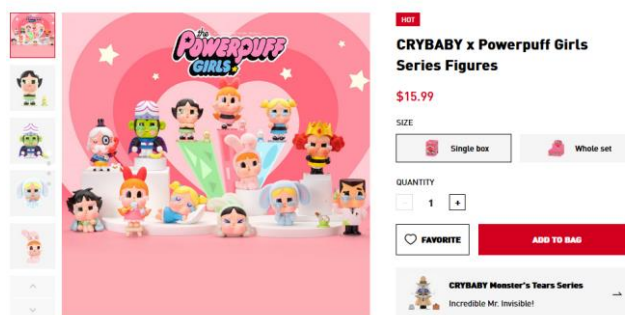 the
POWERPUFF
GIRLS
HOT
CRYBABY x Powerpuff Girls
Series Figures
$15.99
SIZE
Single box
Whole set
QUANTITY
- 1 +
FAVORITE
ADD TO BAG
CRYBABY Monster's Tears Series
Incredible Mr. Invisible!